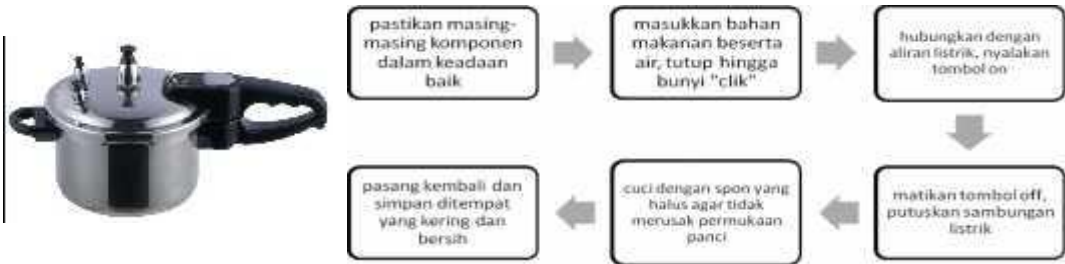 pastikan masing-
masing komponen
dalam keadaan
baik
masukkan bahan
makanan beserta
air, tutup hingga
bunyi "clik"
hubungkan dengan
aliran listrik, nyalakan
tombol on
matikan tombol off,
putuskan sambungan
listrik
cuci dengan spon yang
halus agar tidak
merusak permukaan
panci
pasang kembali dan
simpan ditempat
yang kering dan
bersih